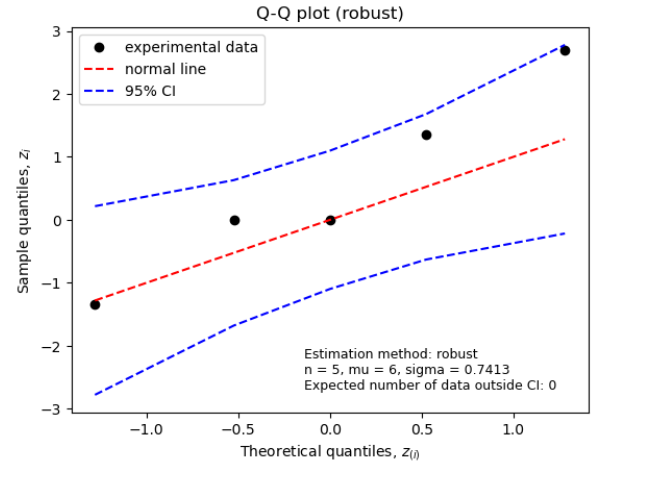 Q-Q plot (robust)
experimental data
normal line
95% CI
3
2
1
0
−1
−2
−3
Sample quantiles, zᵢ
Estimation method: robust
n = 5, mu = 6, sigma = 0.7413
Expected number of data outside CI: 0
−1.0 −0.5 0.0 0.5 1.0
Theoretical quantiles, z₍ᵢ₎